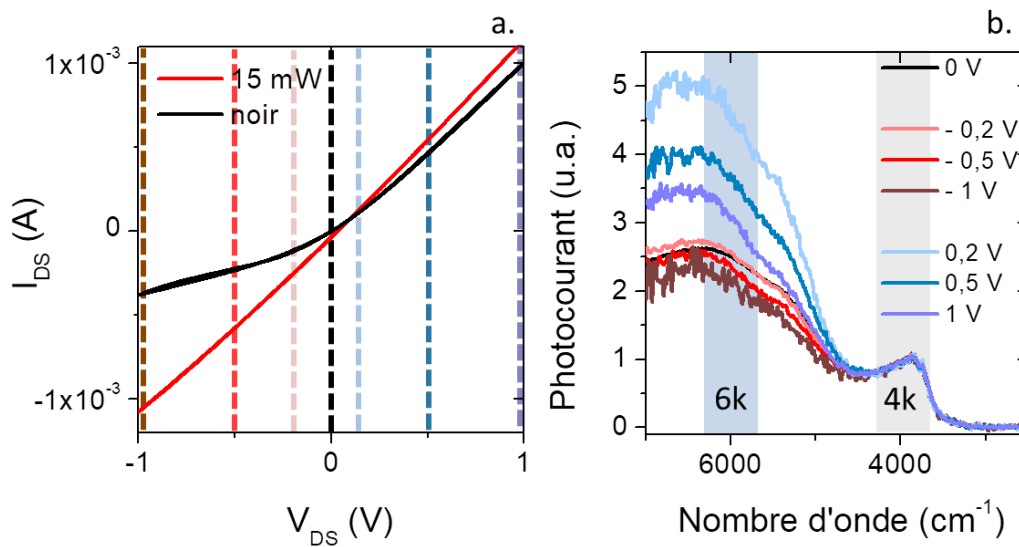 a.
1x10⁻³
0
-1x10⁻³
I_DS (A)
15 mW
noir
-1
0
1
V_DS (V)
b.
5
4
3
2
1
0
Photocourant (u.a.)
0 V
- 0,2 V
- 0,5 V
- 1 V
0,2 V
0,5 V
1 V
6k
4k
6000
4000
Nombre d'onde (cm⁻¹)